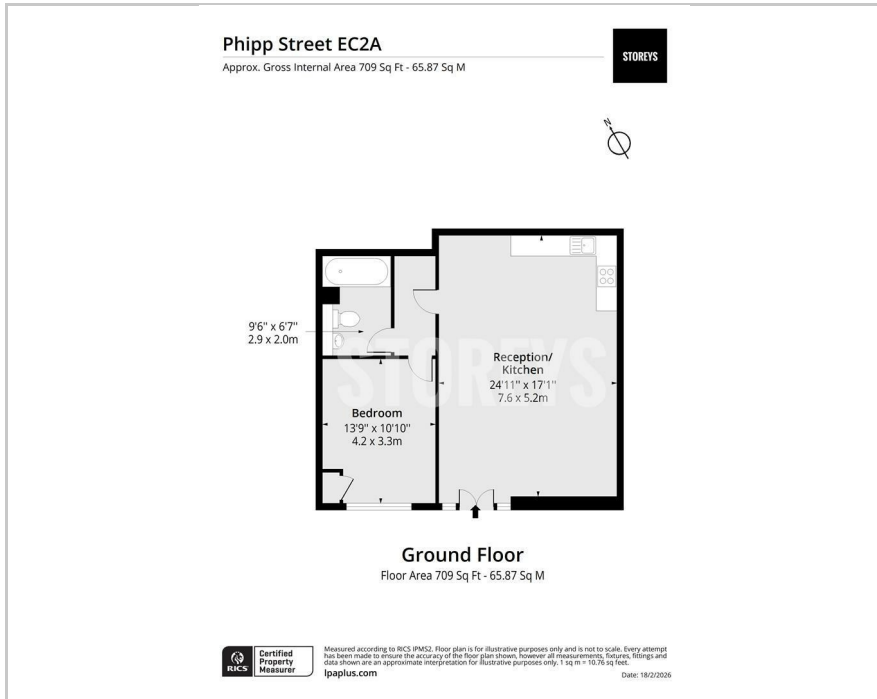 Phipp Street EC2A
Approx. Gross Internal Area 709 Sq Ft - 65.87 Sq M
STOREYS
N
9'6'' x 6'7''
2.9 x 2.0m
STOREYS
Reception/
Kitchen
24'11'' x 17'1''
7.6 x 5.2m
Bedroom
13'9'' x 10'10''
4.2 x 3.3m
Ground Floor
Floor Area 709 Sq Ft - 65.87 Sq M
RICS
Certified
Property
Measurer
Measured according to RICS IPMS2. Floor plan is for illustrative purposes only and is not to scale. Every attempt
has been made to ensure the accuracy of the floor plan shown, however all measurements, fixtures, fittings and
data shown are an approximate interpretation for illustrative purposes only. 1 sq m = 10.76 sq feet.
lpaplus.com
Date: 18/2/2026